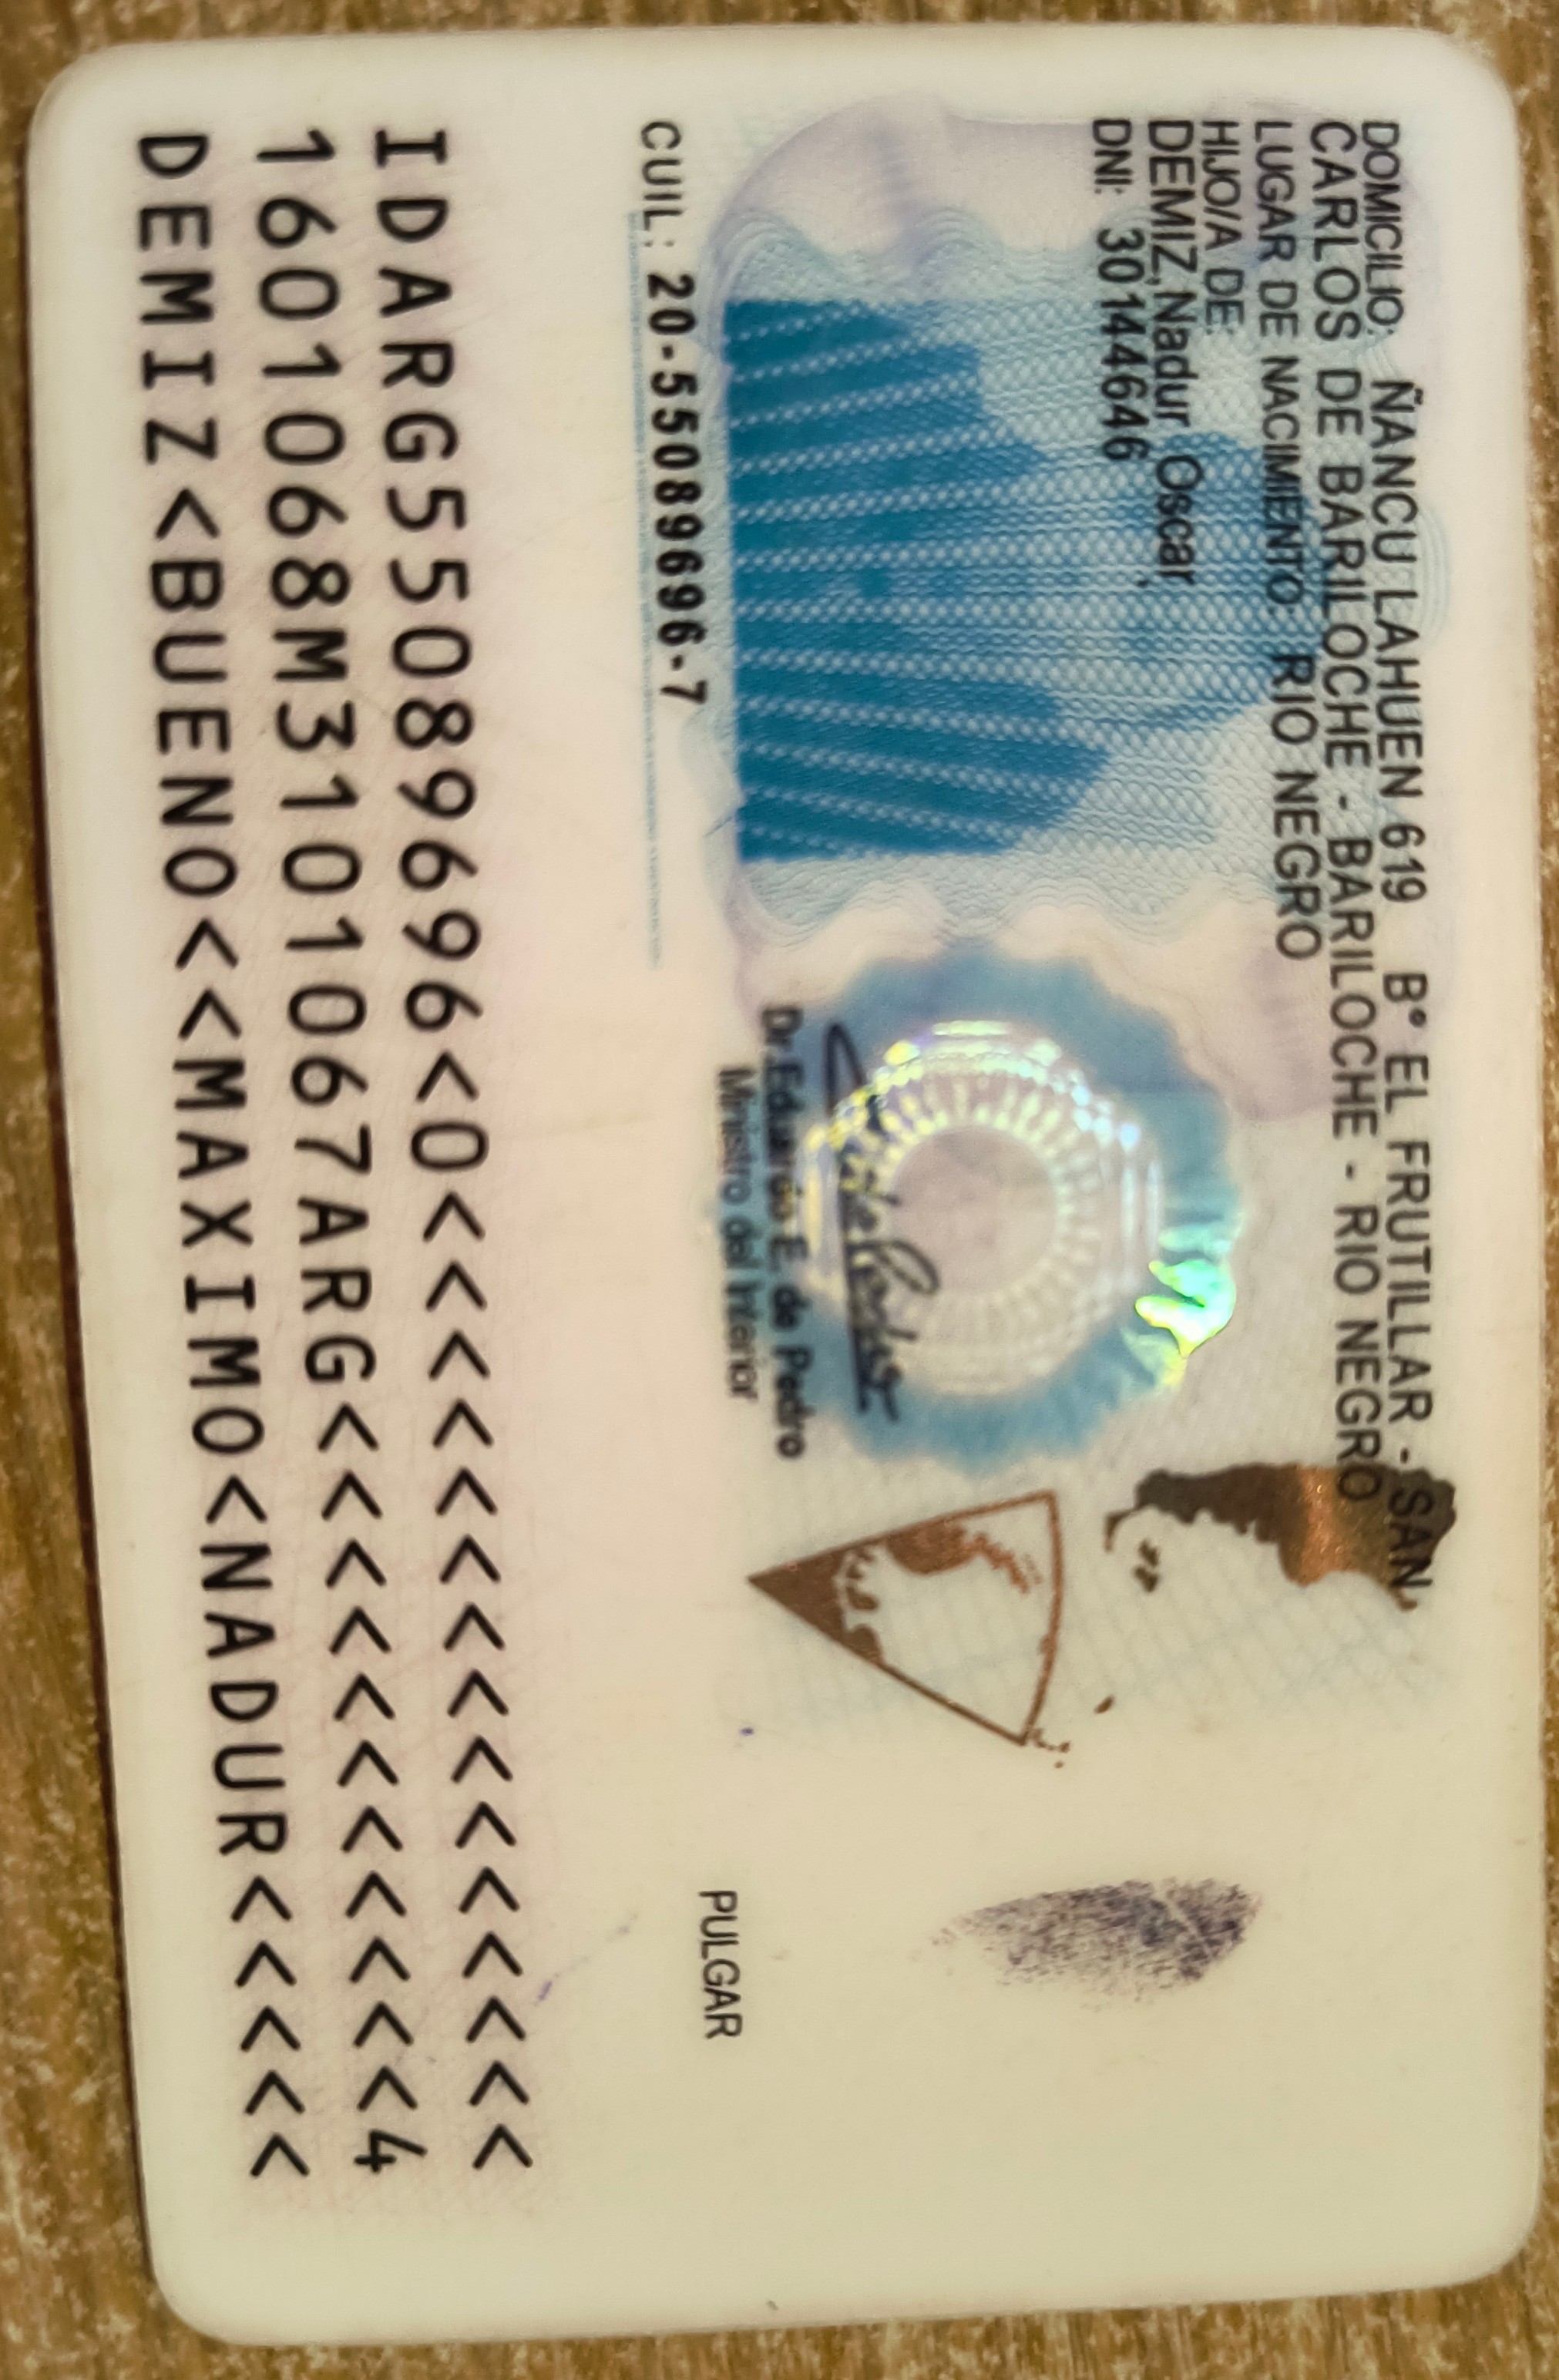 DOMICILIO: ÑANCU LAHUEN 619 B° EL FRUTILLAR - SAN
CARLOS DE BARILOCHE - BARILOCHE - RIO NEGRO
LUGAR DE NACIMIENTO: RIO NEGRO
HIJO/A DE:
DEMIZ,Nadur Oscar
DNI: 30144646
Dr. Eduardo E. de Pedro
Ministro del Interior
CUIL: 20-55089696-7
PULGAR
IDARG55089696<0<<<<<<<<<<<<<<<
1601068M3101067ARG<<<<<<<<<<<4
DEMIZ<BUENO<<MAXIMO<NADUR<<<<<